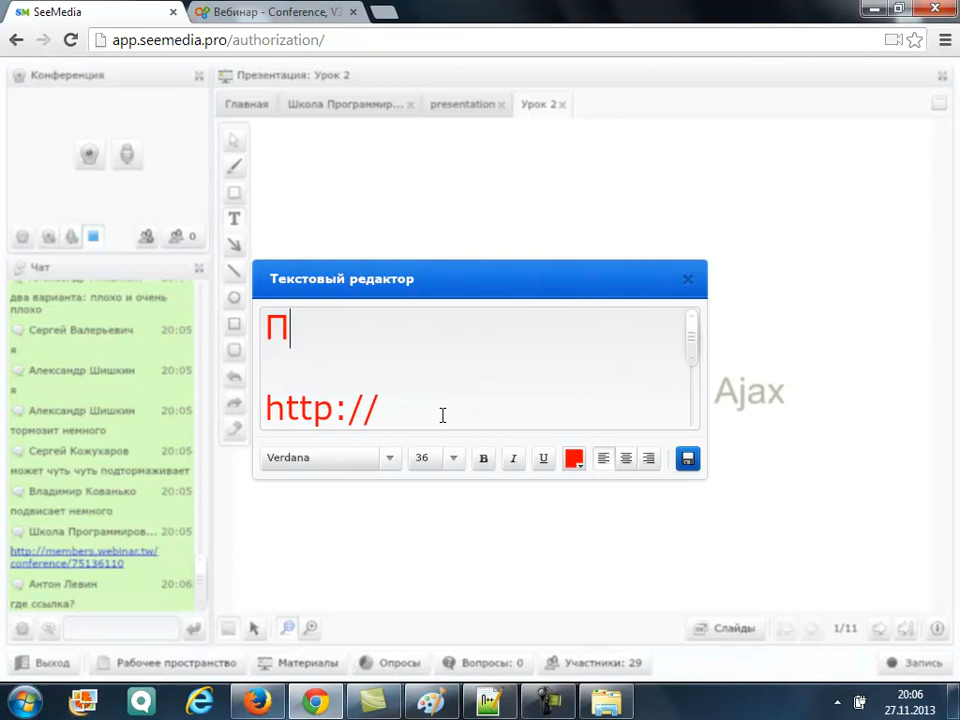 SeeMedia
Вебинар - Conference, V3
app.seemedia.pro/authorization/
Конференция
Презентация: Урок 2
Главная
Школа Программир...
presentation
Урок 2
0
Чат
два варианта: плохо и очень
плохо
Сергей Валерьевич 20:05
я
Александр Шишкин 20:05
я
Александр Шишкин 20:05
тормозит немного
Сергей Кожухаров 20:05
может чуть чуть подтормаживает
Владимир Кованько 20:05
подвисает немного
Школа Программиров... 20:05
http://members.webinar.tw/
conference/75136110
Антон Левин 20:06
где ссылка?
Текстовый редактор
П
http://
Verdana
36
B
I
U
Ajax
Слайды
1/11
Выход
Рабочее пространство
Материалы
Опросы
Вопросы: 0
Участники: 29
Запись
20:06
27.11.2013